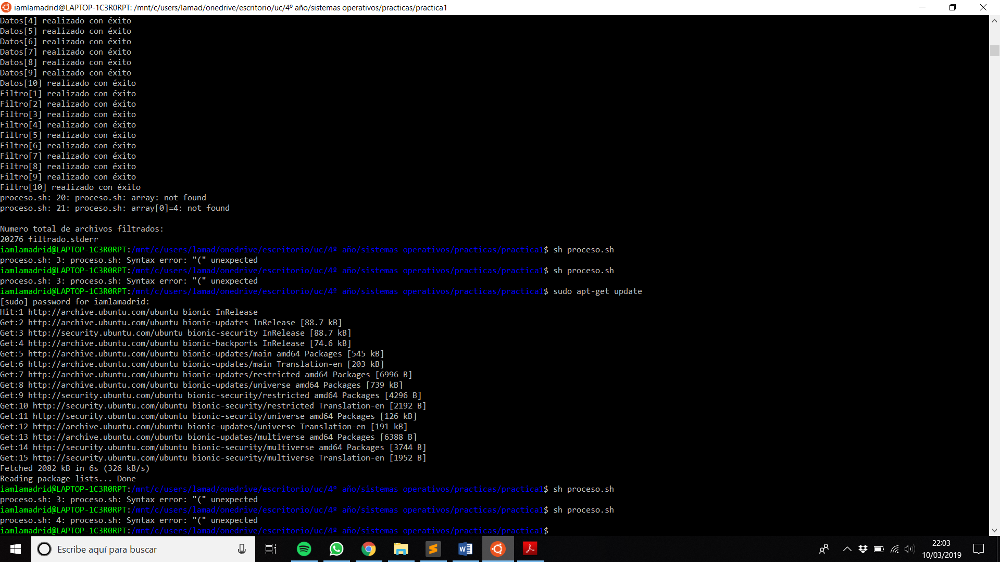 iamlamadrid@LAPTOP-1C3R0RPT: /mnt/c/users/lamad/onedrive/escritorio/uc/4º año/sistemas operativos/practicas/practica1
Datos[4] realizado con éxito
Datos[5] realizado con éxito
Datos[6] realizado con éxito
Datos[7] realizado con éxito
Datos[8] realizado con éxito
Datos[9] realizado con éxito
Datos[10] realizado con éxito
Filtro[1] realizado con éxito
Filtro[2] realizado con éxito
Filtro[3] realizado con éxito
Filtro[4] realizado con éxito
Filtro[5] realizado con éxito
Filtro[6] realizado con éxito
Filtro[7] realizado con éxito
Filtro[8] realizado con éxito
Filtro[9] realizado con éxito
Filtro[10] realizado con éxito
proceso.sh: 20: proceso.sh: array: not found
proceso.sh: 21: proceso.sh: array[0]=4: not found
Numero total de archivos filtrados:
20276 filtrado.stderr
iamlamadrid@LAPTOP-1C3R0RPT:/mnt/c/users/lamad/onedrive/escritorio/uc/4º año/sistemas operativos/practicas/practica1$ sh proceso.sh
proceso.sh: 3: proceso.sh: Syntax error: "(" unexpected
iamlamadrid@LAPTOP-1C3R0RPT:/mnt/c/users/lamad/onedrive/escritorio/uc/4º año/sistemas operativos/practicas/practica1$ sh proceso.sh
proceso.sh: 3: proceso.sh: Syntax error: "(" unexpected
iamlamadrid@LAPTOP-1C3R0RPT:/mnt/c/users/lamad/onedrive/escritorio/uc/4º año/sistemas operativos/practicas/practica1$ sudo apt-get update
[sudo] password for iamlamadrid:
Hit:1 http://archive.ubuntu.com/ubuntu bionic InRelease
Get:2 http://archive.ubuntu.com/ubuntu bionic-updates InRelease [88.7 kB]
Get:3 http://security.ubuntu.com/ubuntu bionic-security InRelease [88.7 kB]
Get:4 http://archive.ubuntu.com/ubuntu bionic-backports InRelease [74.6 kB]
Get:5 http://archive.ubuntu.com/ubuntu bionic-updates/main amd64 Packages [545 kB]
Get:6 http://archive.ubuntu.com/ubuntu bionic-updates/main Translation-en [203 kB]
Get:7 http://archive.ubuntu.com/ubuntu bionic-updates/restricted amd64 Packages [6996 B]
Get:8 http://archive.ubuntu.com/ubuntu bionic-updates/universe amd64 Packages [739 kB]
Get:9 http://security.ubuntu.com/ubuntu bionic-security/restricted amd64 Packages [4296 B]
Get:10 http://security.ubuntu.com/ubuntu bionic-security/restricted Translation-en [2192 B]
Get:11 http://security.ubuntu.com/ubuntu bionic-security/universe amd64 Packages [126 kB]
Get:12 http://archive.ubuntu.com/ubuntu bionic-updates/universe Translation-en [191 kB]
Get:13 http://archive.ubuntu.com/ubuntu bionic-updates/multiverse amd64 Packages [6388 B]
Get:14 http://security.ubuntu.com/ubuntu bionic-security/multiverse amd64 Packages [3744 B]
Get:15 http://security.ubuntu.com/ubuntu bionic-security/multiverse Translation-en [1952 B]
Fetched 2082 kB in 6s (326 kB/s)
Reading package lists... Done
iamlamadrid@LAPTOP-1C3R0RPT:/mnt/c/users/lamad/onedrive/escritorio/uc/4º año/sistemas operativos/practicas/practica1$ sh proceso.sh
proceso.sh: 3: proceso.sh: Syntax error: "(" unexpected
iamlamadrid@LAPTOP-1C3R0RPT:/mnt/c/users/lamad/onedrive/escritorio/uc/4º año/sistemas operativos/practicas/practica1$ sh proceso.sh
proceso.sh: 4: proceso.sh: Syntax error: "(" unexpected
iamlamadrid@LAPTOP-1C3R0RPT:/mnt/c/users/lamad/onedrive/escritorio/uc/4º año/sistemas operativos/practicas/practica1$
Escribe aquí para buscar
22:03
10/03/2019